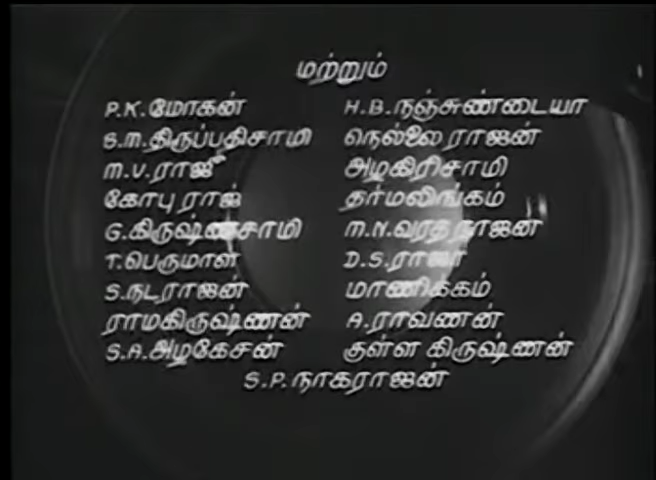 மற்றும்
P.K.மோகன் H.B.நஞ்சுண்டையா
S.M.திருப்பதிசாமி நெல்லை ராஜன்
M.V.ராஜீ அழகிரிசாமி
கோபு ராஜ் தர்மலிங்கம்
G.கிருஷ்ணசாமி M.N.வரத நாஜன்
T.பெருமாள் D.S.ராஜா
S.நடராஜன் மாணிக்கம்
ராமகிருஷ்ணன் A.ராவணன்
S.A.அழகேசன் குள்ள கிருஷ்ணன்
S.P.நாகராஜன்